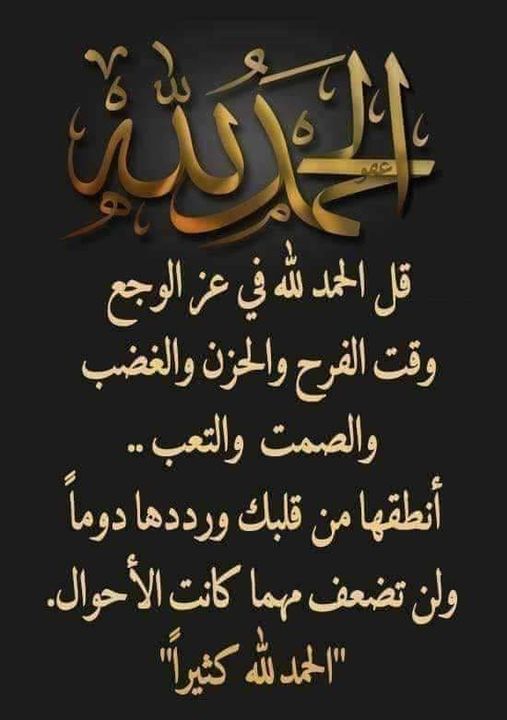 الحمد لله
عفو
قل الحمد لله في عز الوجع
وقت الفرح والحزن والغضب
والصمت والتعب ..
أنطقها من قلبك ورددها دوماً
ولن تضعف مهما كانت الأحوال.
"الحمد لله كثيراً"